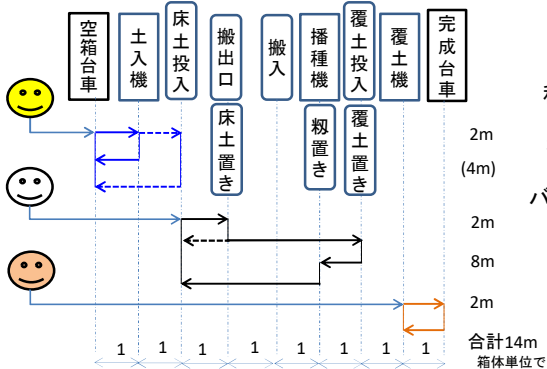 空箱台車
土入機
床土投入
搬出口
搬入
播種機
覆土投入
覆土機
完成台車
床土置き
籾置き
覆土置き
2m
(4m)
バ
2m
8m
2m
1 1 1 1 1 1 1 1
合計14m
箱体単位で